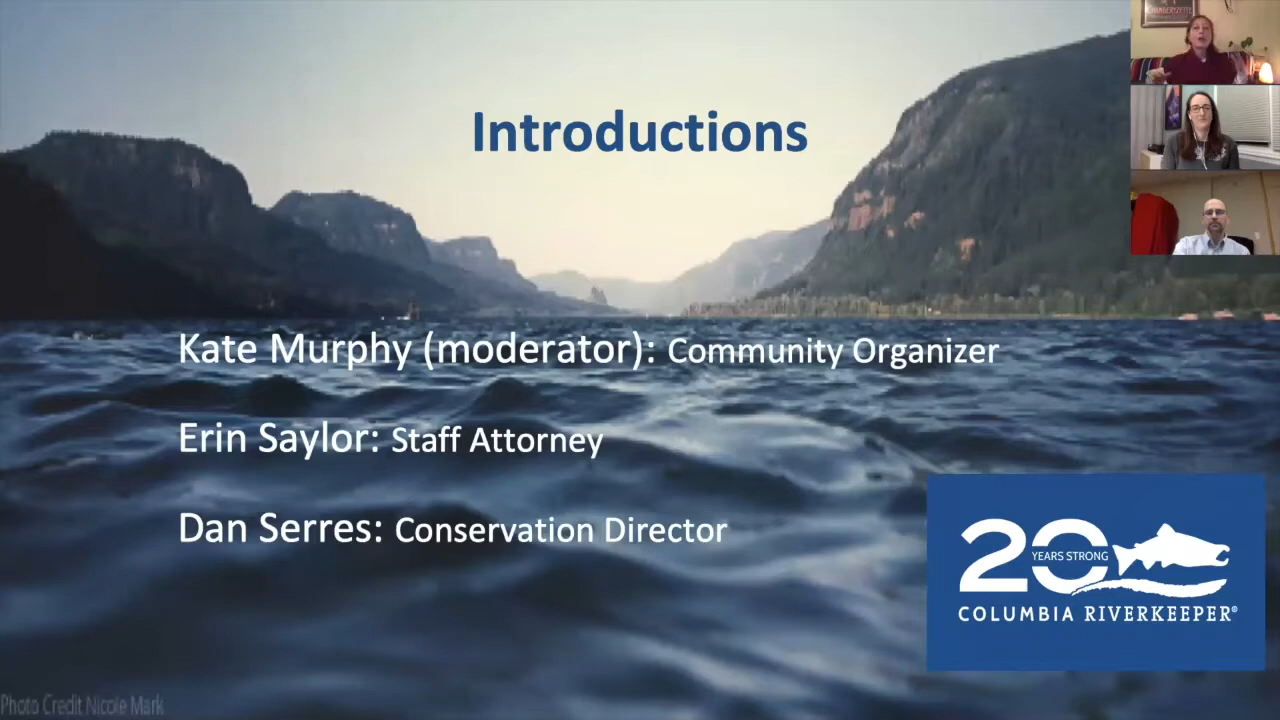 Introductions
Kate Murphy (moderator): Community Organizer
Erin Saylor: Staff Attorney
Dan Serres: Conservation Director
20
YEARS STRONG
COLUMBIA RIVERKEEPER®
Photo Credit Nicole Mark